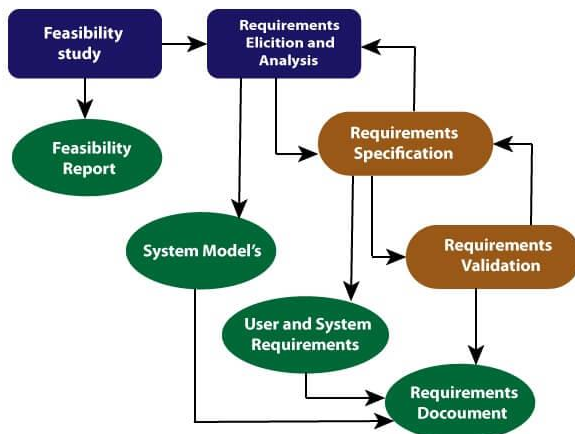 Feasibility
study
Requirements
Elicition and
Analysis
Requirements
Specification
Feasibility
Report
System Model's
Requirements
Validation
User and System
Requirements
Requirements
Docoument